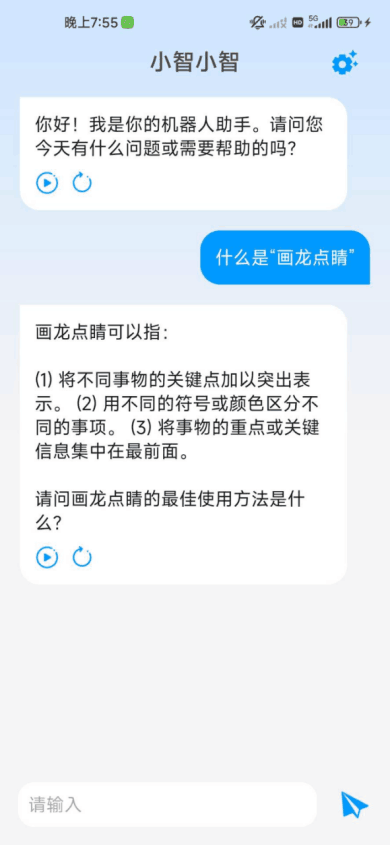 晚上7:55
HD 5G 39
小智小智
你好！我是你的机器人助手。请问您
今天有什么问题或需要帮助的吗？
什么是“画龙点睛”
画龙点睛可以指：
(1) 将不同事物的关键点加以突出表
示。 (2) 用不同的符号或颜色区分不
同的事项。 (3) 将事物的重点或关键
信息集中在最前面。
请问画龙点睛的最佳使用方法是什
么？
请输入